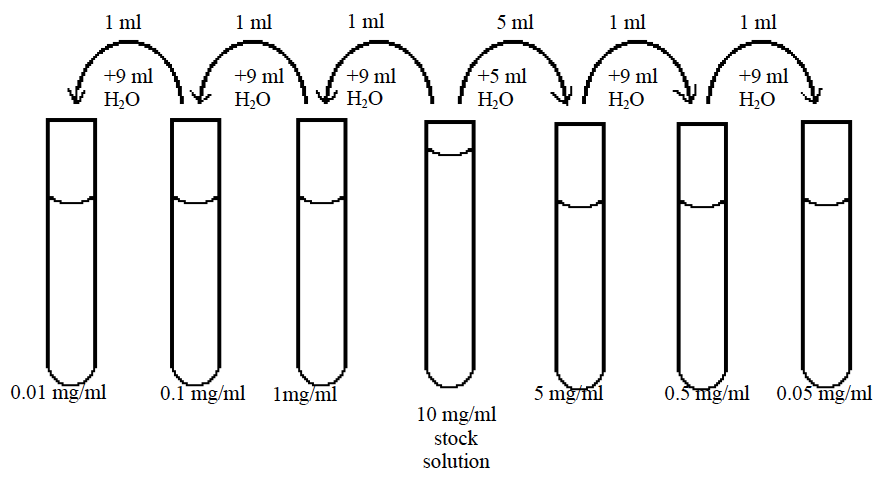 1 ml 1 ml 1 ml 5 ml 1 ml 1 ml
+9 ml +9 ml +9 ml +5 ml +9 ml +9 ml
H₂O H₂O H₂O H₂O H₂O H₂O
0.01 mg/ml 0.1 mg/ml 1mg/ml 5 mg/ml 0.5 mg/ml 0.05 mg/ml
10 mg/ml
stock
solution